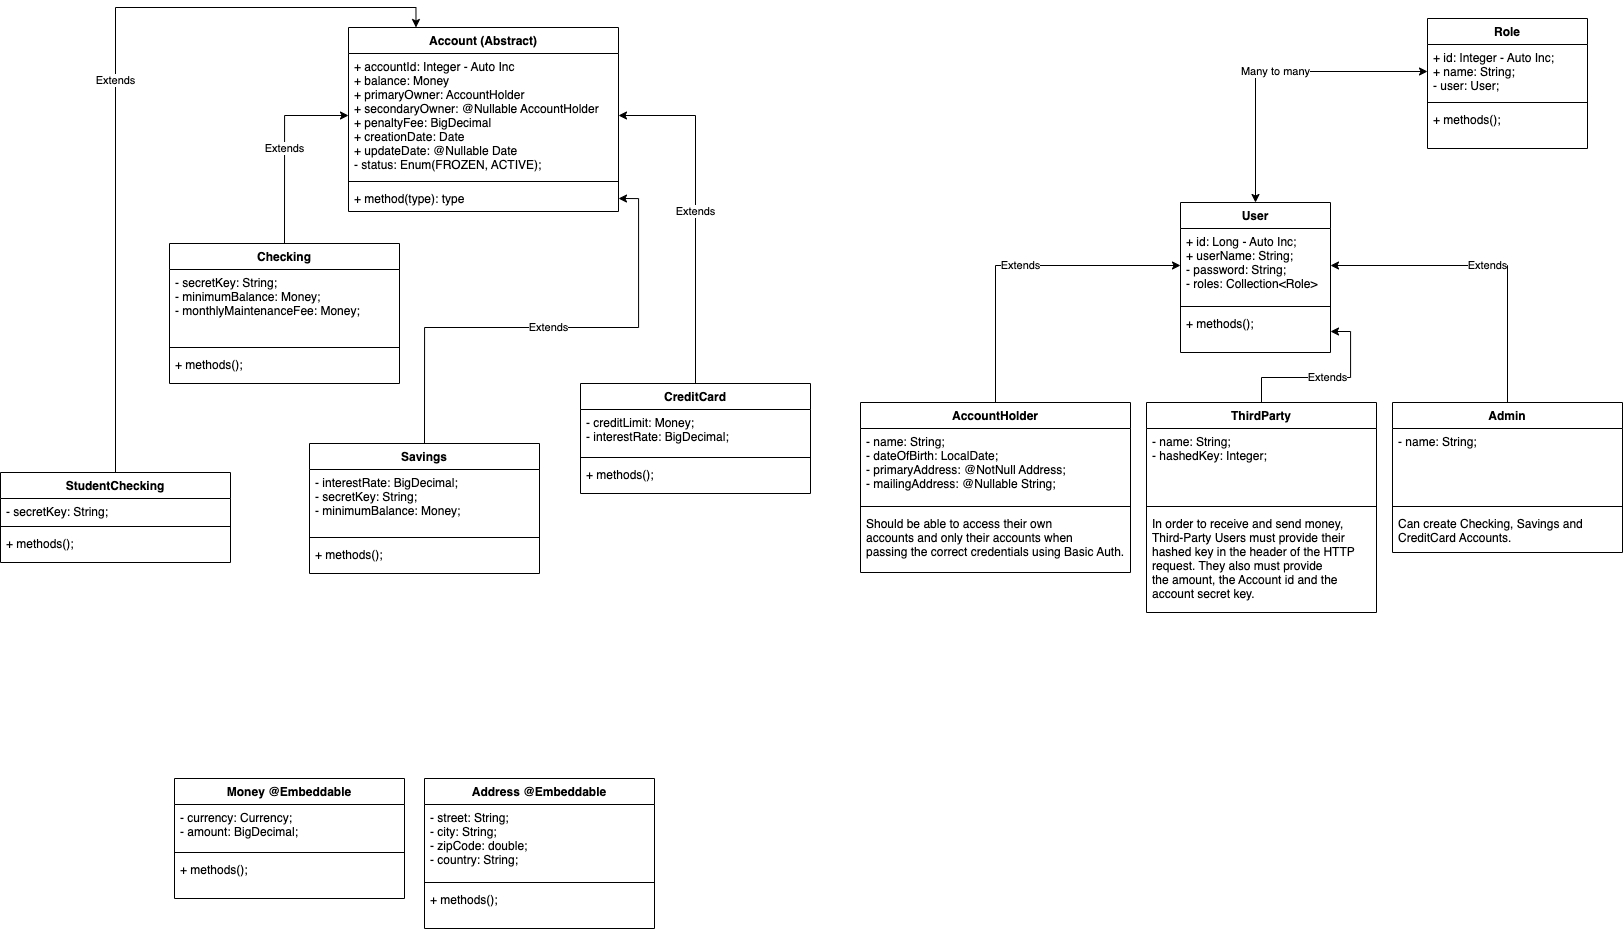 Account (Abstract)
+ accountId: Integer - Auto Inc
+ balance: Money
+ primaryOwner: AccountHolder
+ secondaryOwner: @Nullable AccountHolder
+ penaltyFee: BigDecimal
+ creationDate: Date
+ updateDate: @Nullable Date
- status: Enum(FROZEN, ACTIVE);
+ method(type): type
Extends
Extends
Extends
Extends
Checking
- secretKey: String;
- minimumBalance: Money;
- monthlyMaintenanceFee: Money;
+ methods();
CreditCard
- creditLimit: Money;
- interestRate: BigDecimal;
+ methods();
Savings
- interestRate: BigDecimal;
- secretKey: String;
- minimumBalance: Money;
+ methods();
StudentChecking
- secretKey: String;
+ methods();
Role
+ id: Integer - Auto Inc;
+ name: String;
- user: User;
+ methods();
Many to many
User
+ id: Long - Auto Inc;
+ userName: String;
- password: String;
- roles: Collection<Role>
+ methods();
Extends
Extends
Extends
AccountHolder
- name: String;
- dateOfBirth: LocalDate;
- primaryAddress: @NotNull Address;
- mailingAddress: @Nullable String;
Should be able to access their own
accounts and only their accounts when
passing the correct credentials using Basic Auth.
ThirdParty
- name: String;
- hashedKey: Integer;
In order to receive and send money,
Third-Party Users must provide their
hashed key in the header of the HTTP
request. They also must provide
the amount, the Account id and the
account secret key.
Admin
- name: String;
Can create Checking, Savings and
CreditCard Accounts.
Money @Embeddable
- currency: Currency;
- amount: BigDecimal;
+ methods();
Address @Embeddable
- street: String;
- city: String;
- zipCode: double;
- country: String;
+ methods();